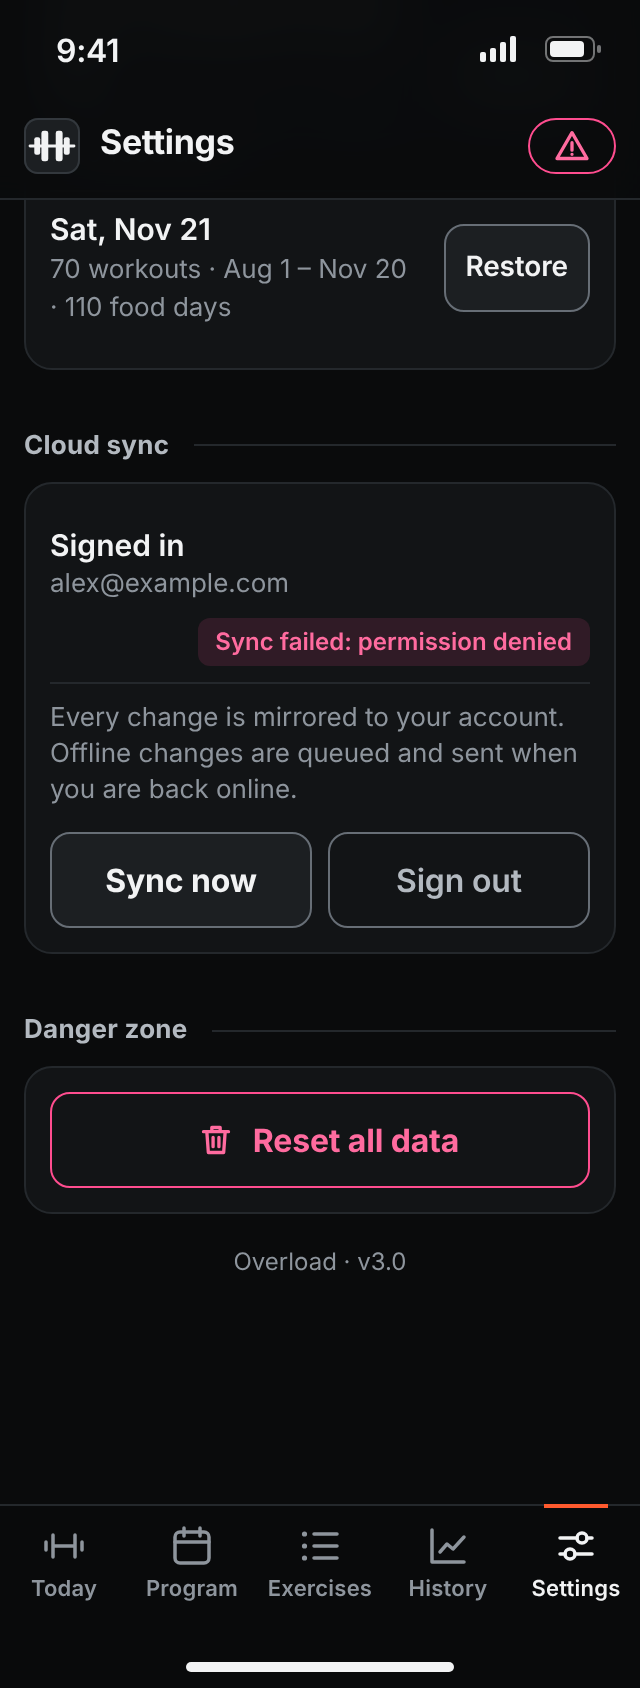 9:41
Settings
Sat, Nov 21
70 workouts · Aug 1 – Nov 20
· 110 food days
Restore
Cloud sync
Signed in
alex@example.com
Sync failed: permission denied
Every change is mirrored to your account.
Offline changes are queued and sent when
you are back online.
Sync now
Sign out
Danger zone
Reset all data
Overload · v3.0
Today
Program
Exercises
History
Settings